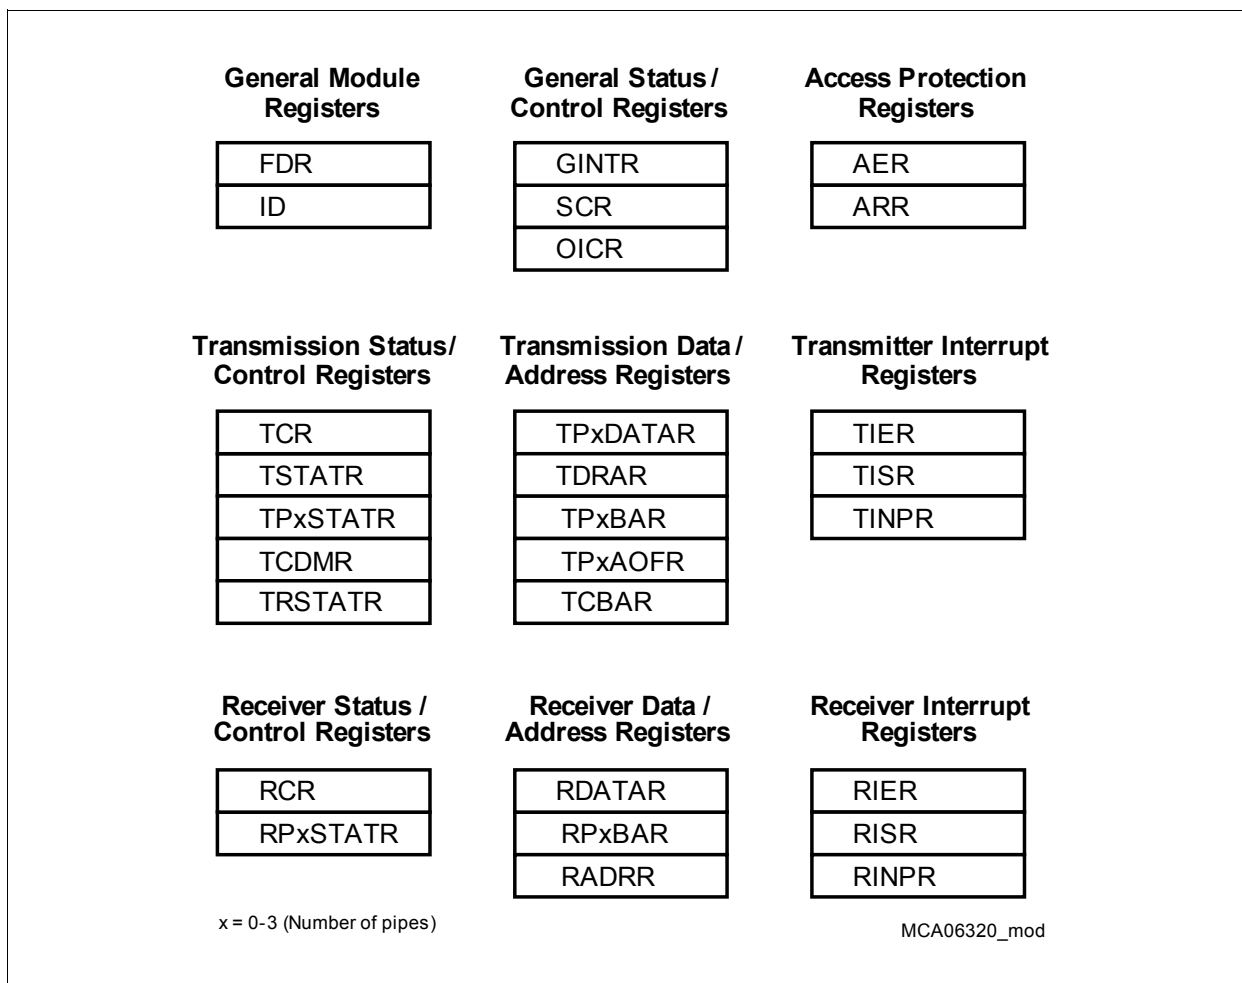 General Module
Registers
FDR
ID
General Status /
Control Registers
GINTR
SCR
OICR
Access Protection
Registers
AER
ARR
Transmission Status/
Control Registers
TCR
TSTATR
TPxSTATR
TCDMR
TRSTATR
Transmission Data /
Address Registers
TPxDATAR
TDRAR
TPxBAR
TPxAOFR
TCBAR
Transmitter Interrupt
Registers
TIER
TISR
TINPR
Receiver Status /
Control Registers
RCR
RPxSTATR
Receiver Data /
Address Registers
RDATAR
RPxBAR
RADRR
Receiver Interrupt
Registers
RIER
RISR
RINPR
x = 0-3 (Number of pipes)
MCA06320_mod